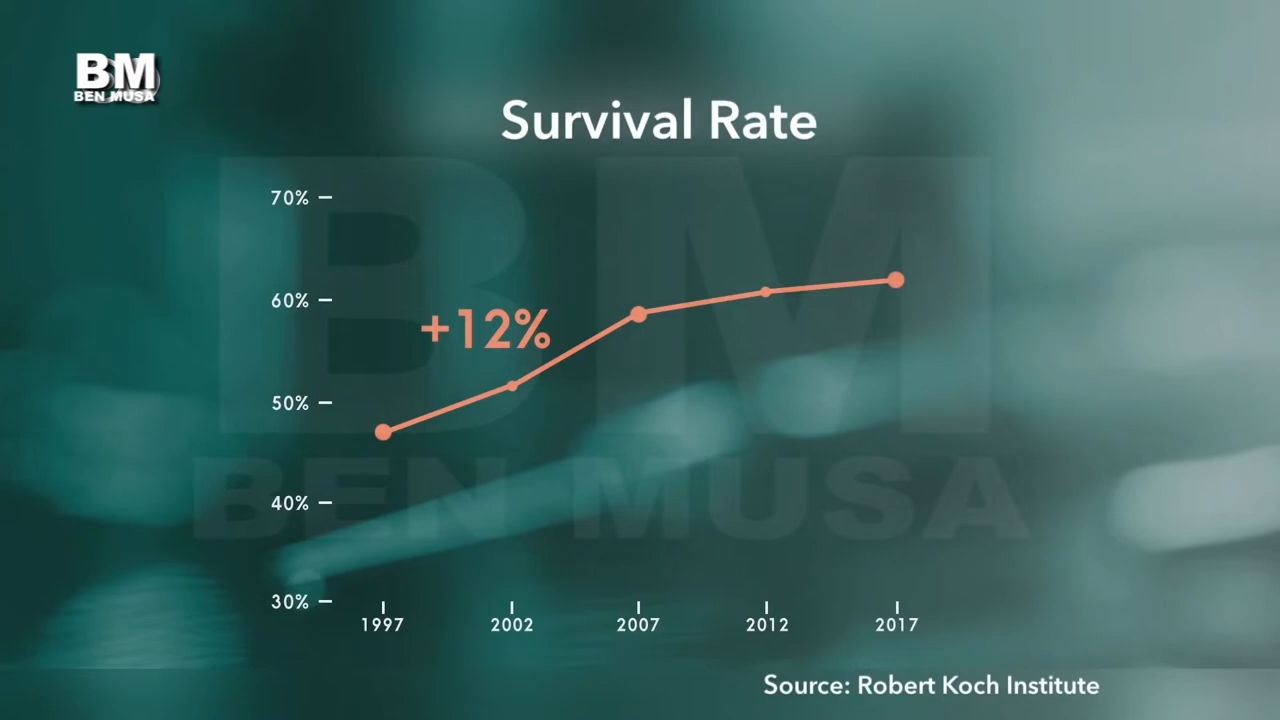 BM
BEN MUSA
Survival Rate
70%
60%
+12%
50%
40%
30%
1997 2002 2007 2012 2017
BM
BEN MUSA
Source: Robert Koch Institute